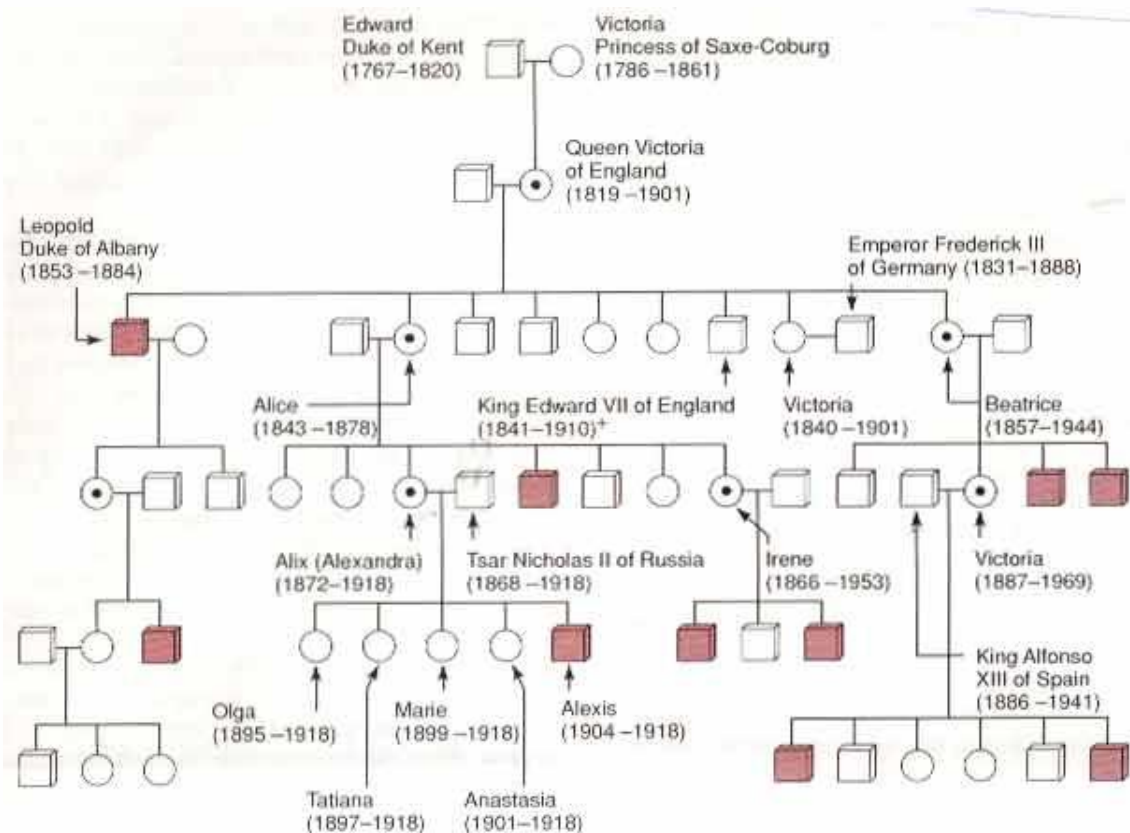 Edward
Duke of Kent
(1767–1820)
Victoria
Princess of Saxe-Coburg
(1786–1861)
Queen Victoria
of England
(1819–1901)
Leopold
Duke of Albany
(1853–1884)
Emperor Frederick III
of Germany (1831–1888)
Alice
(1843–1878)
King Edward VII of England
(1841–1910)+
Victoria
(1840–1901)
Beatrice
(1857–1944)
Alix (Alexandra)
(1872–1918)
Tsar Nicholas II of Russia
(1868–1918)
Irene
(1866–1953)
Victoria
(1887–1969)
King Alfonso
XIII of Spain
(1886–1941)
Olga
(1895–1918)
Marie
(1899–1918)
Alexis
(1904–1918)
Tatiana
(1897–1918)
Anastasia
(1901–1918)